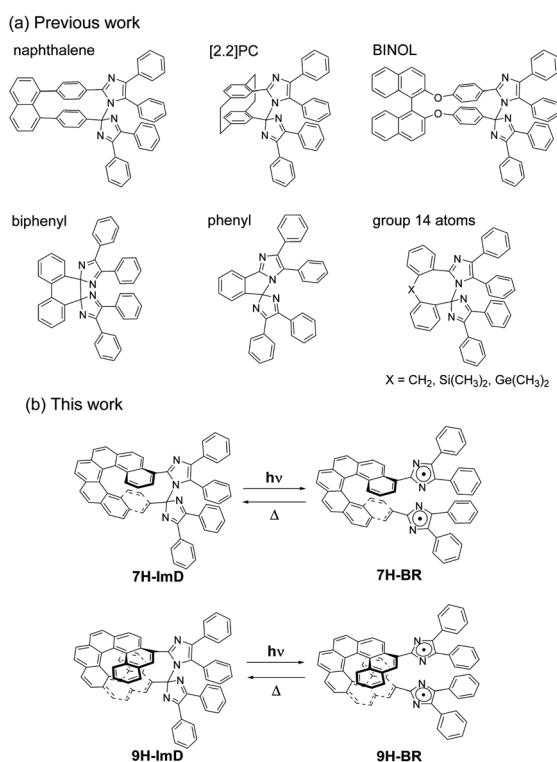 (a) Previous work
naphthalene
[2.2]PC
BINOL
N
N
N
N
N
N
N
N
O
O
N
N
N
N
biphenyl
phenyl
group 14 atoms
N
N
N
N
N
N
N
N
X
N
N
N
N
X = CH2, Si(CH3)2, Ge(CH3)2
(b) This work
N
N
N
N
hν
Δ
N
N
N
N
7H-ImD
7H-BR
N
N
N
N
hν
Δ
N
N
N
N
9H-ImD
9H-BR